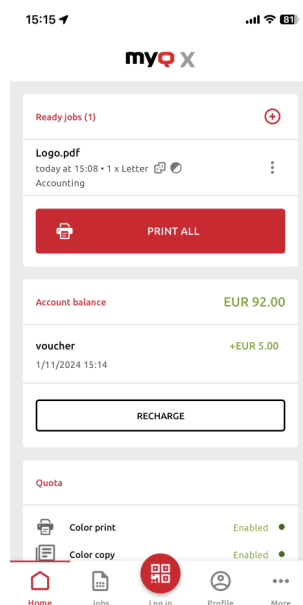 15:15
81
myQ X
Ready jobs (1)
Logo.pdf
today at 15:08 • 1 x Letter
Accounting
PRINT ALL
Account balance
EUR 92.00
voucher
+EUR 5.00
1/11/2024 15:14
RECHARGE
Quota
Color print
Enabled
Color copy
Enabled
Home
Jobs
Log in
Profile
More